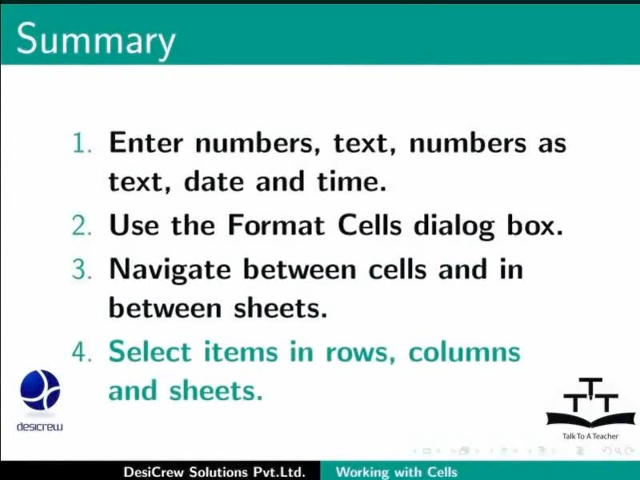 Summary
1. Enter numbers, text, numbers as
text, date and time.
2. Use the Format Cells dialog box.
3. Navigate between cells and in
between sheets.
4. Select items in rows, columns
and sheets.
desicrew
TTT
Talk To A Teacher
DesiCrew Solutions Pvt.Ltd. Working with Cells